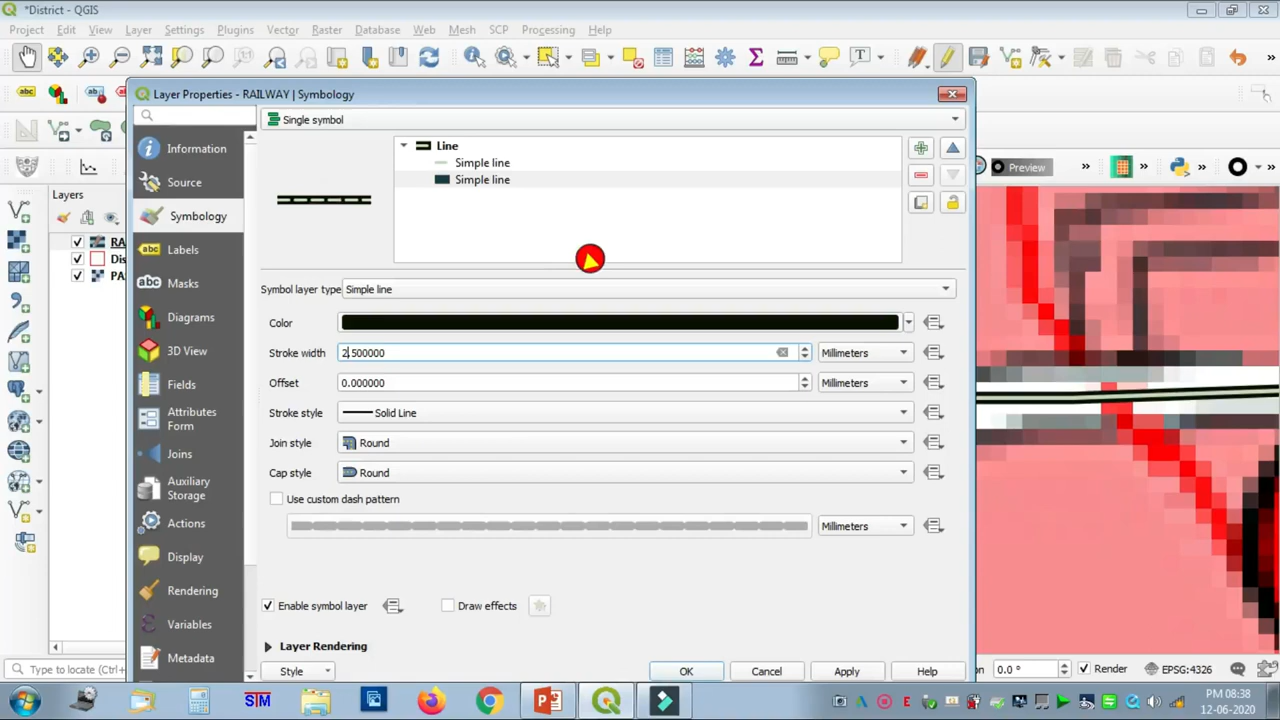 *District - QGIS
Project Edit View Layer Settings Plugins Vector Raster Database Web Mesh SCP Processing Help
Layer Properties - RAILWAY | Symbology
Single symbol
Information
Line
Simple line
Simple line
Source
Preview
Layers
Symbology
RA
Labels
Dis
PA
Masks
Symbol layer type Simple line
Diagrams
Color
3D View
Stroke width 2.500000 Millimeters
Fields
Offset 0.000000 Millimeters
Attributes
Form
Stroke style Solid Line
Join style Round
Joins
Cap style Round
Auxiliary
Storage
Use custom dash pattern
Actions
Millimeters
Display
Rendering
Enable symbol layer Draw effects
Variables
Layer Rendering
Metadata
Type to locate (Ctrl+
Style OK Cancel Apply Help
on 0.0 ° Render EPSG:4326
STM
PM 08:38
12-06-2020